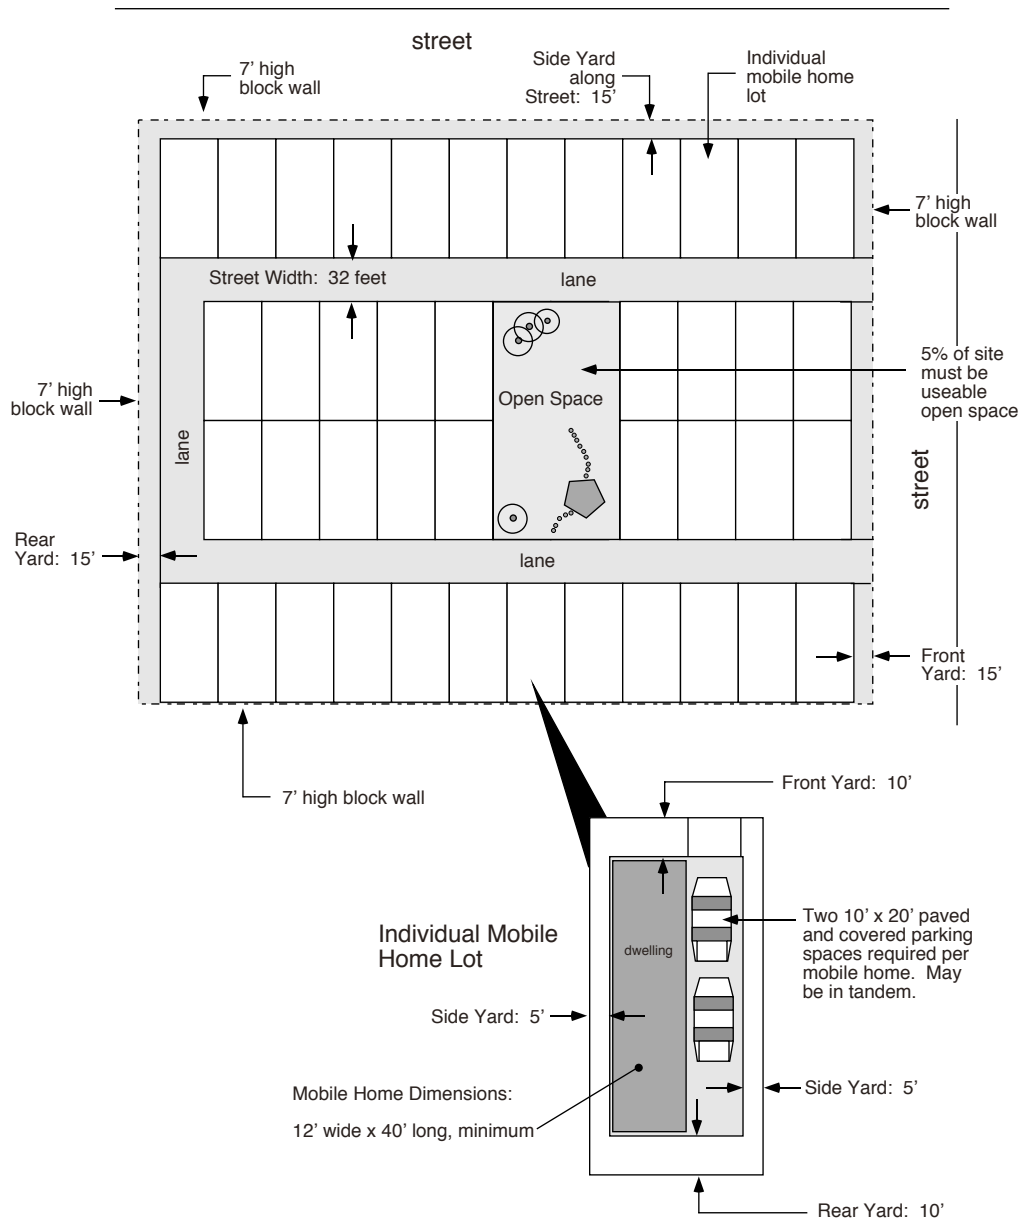 street
7’ high
block wall
Side Yard
along
Street:  15’
Individual
mobile home
lot
7’ high
block wall
Street Width:  32 feet
lane
5% of site
must be
useable
open space
7’ high
block wall
Open Space
lane
street
Rear
Yard:  15’
lane
Front
Yard:  15’
7’ high block wall
Front Yard:  10’
Individual Mobile
Home Lot
dwelling
Two 10’ x 20’ paved
and covered parking
spaces required per
mobile home.  May
be in tandem.
Side Yard:  5’
Side Yard:  5’
Mobile Home Dimensions:
12’ wide x 40’ long, minimum
Rear Yard:  10’